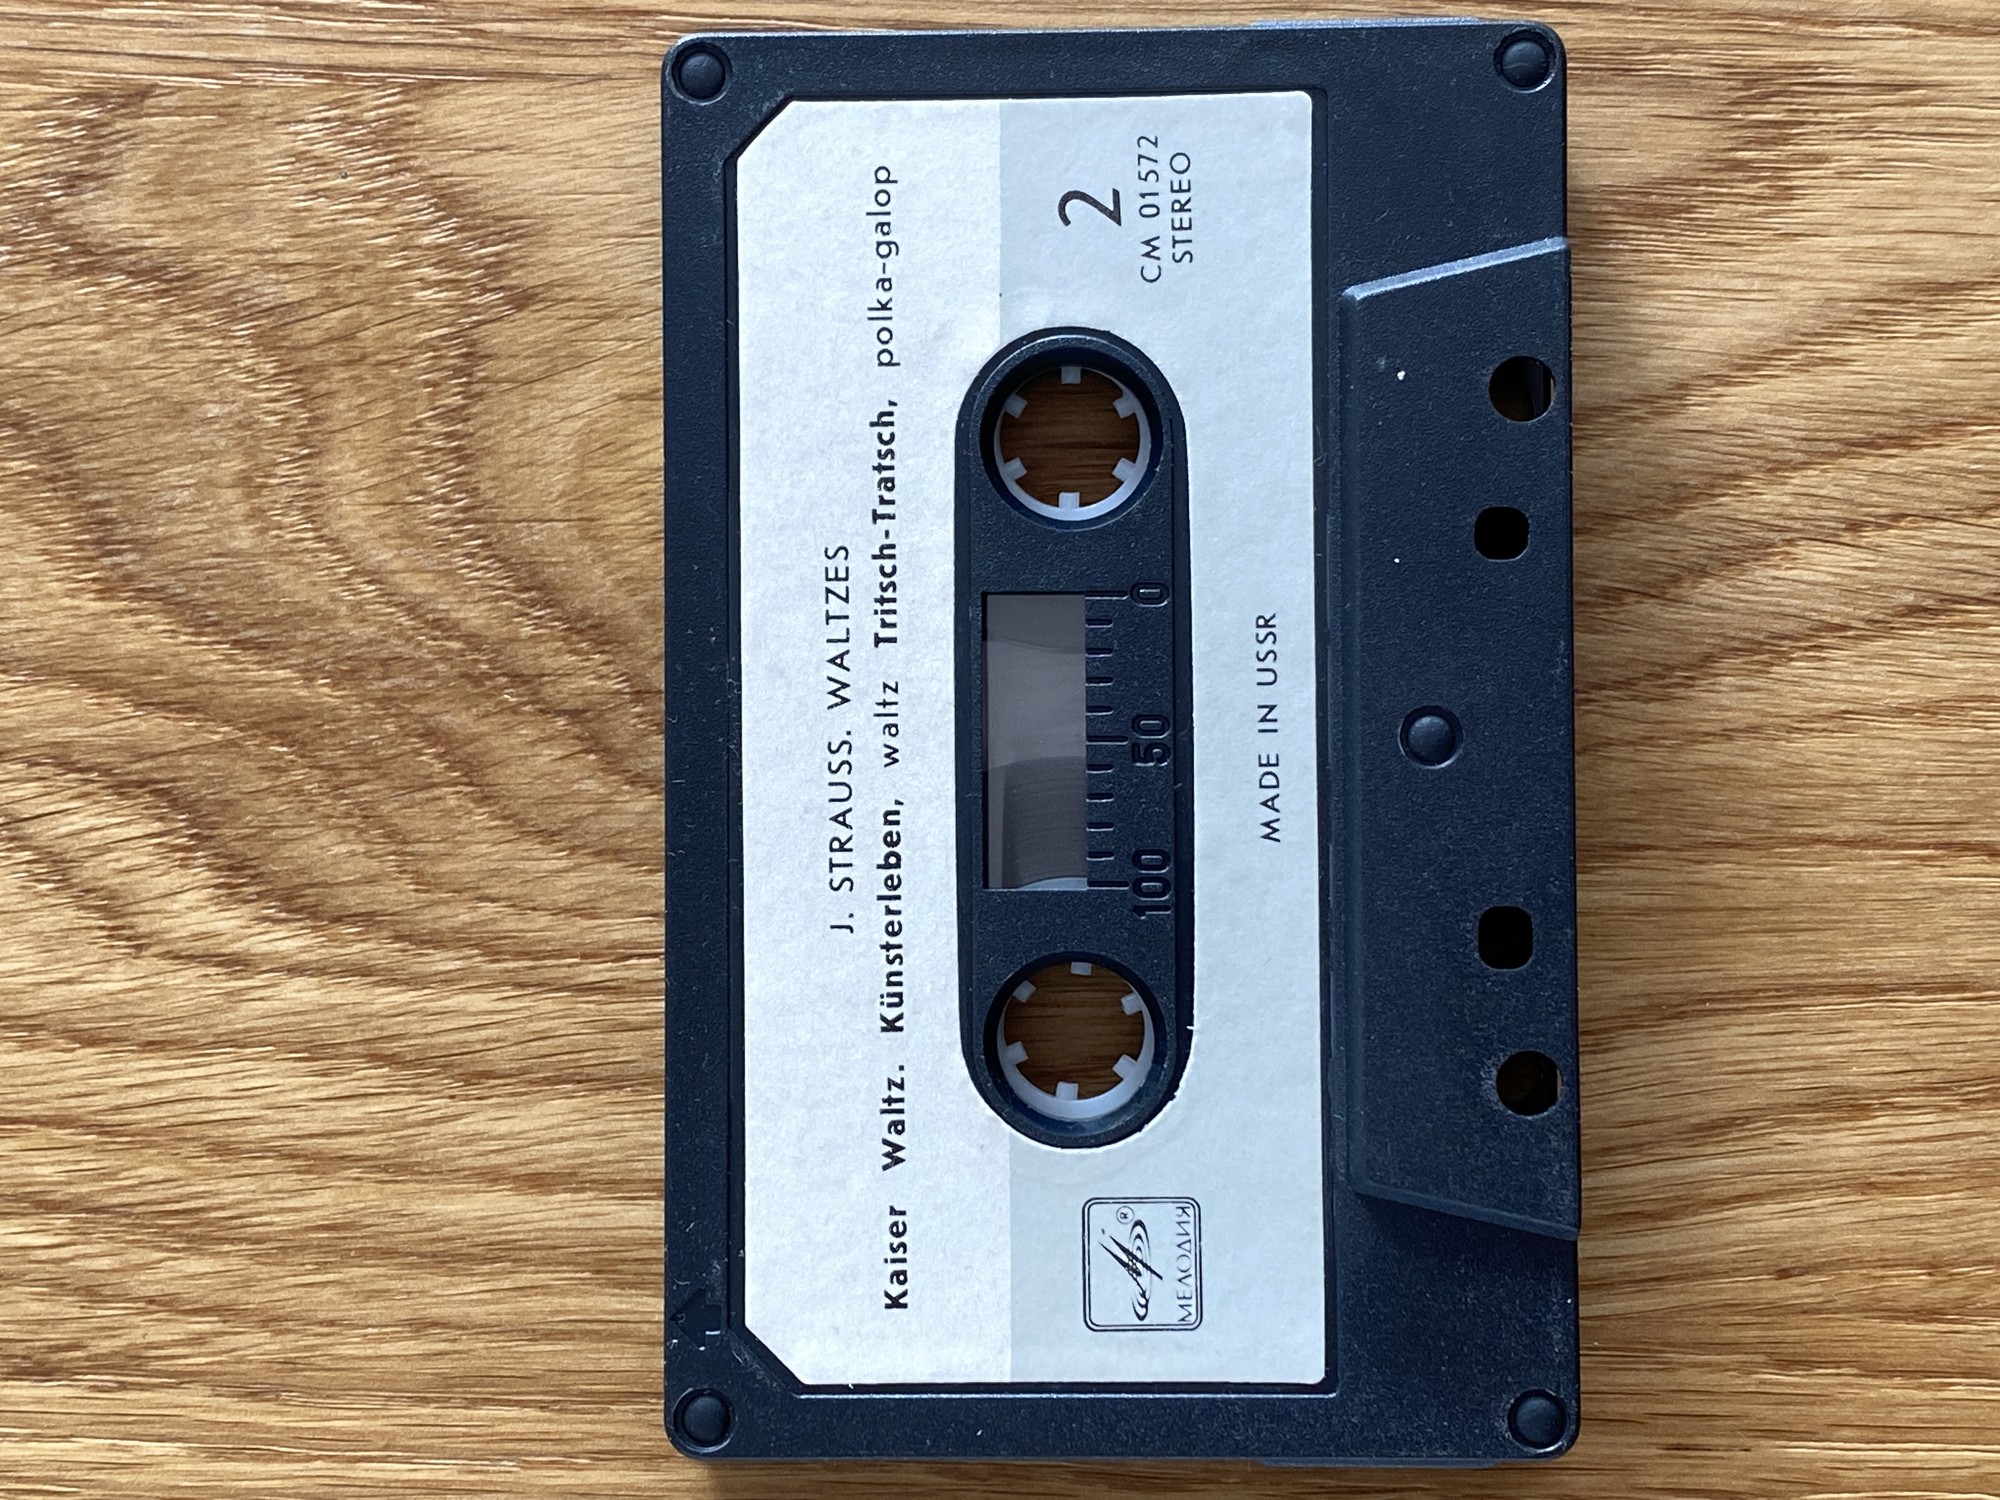 J. STRAUSS. WALTZES
Kaiser Waltz. Künsterleben, waltz Tritsch-Tratsch, polka-galop
2
СМ 01572
STEREO
®
МЕЛОДИЯ
100 50 0
MADE IN USSR